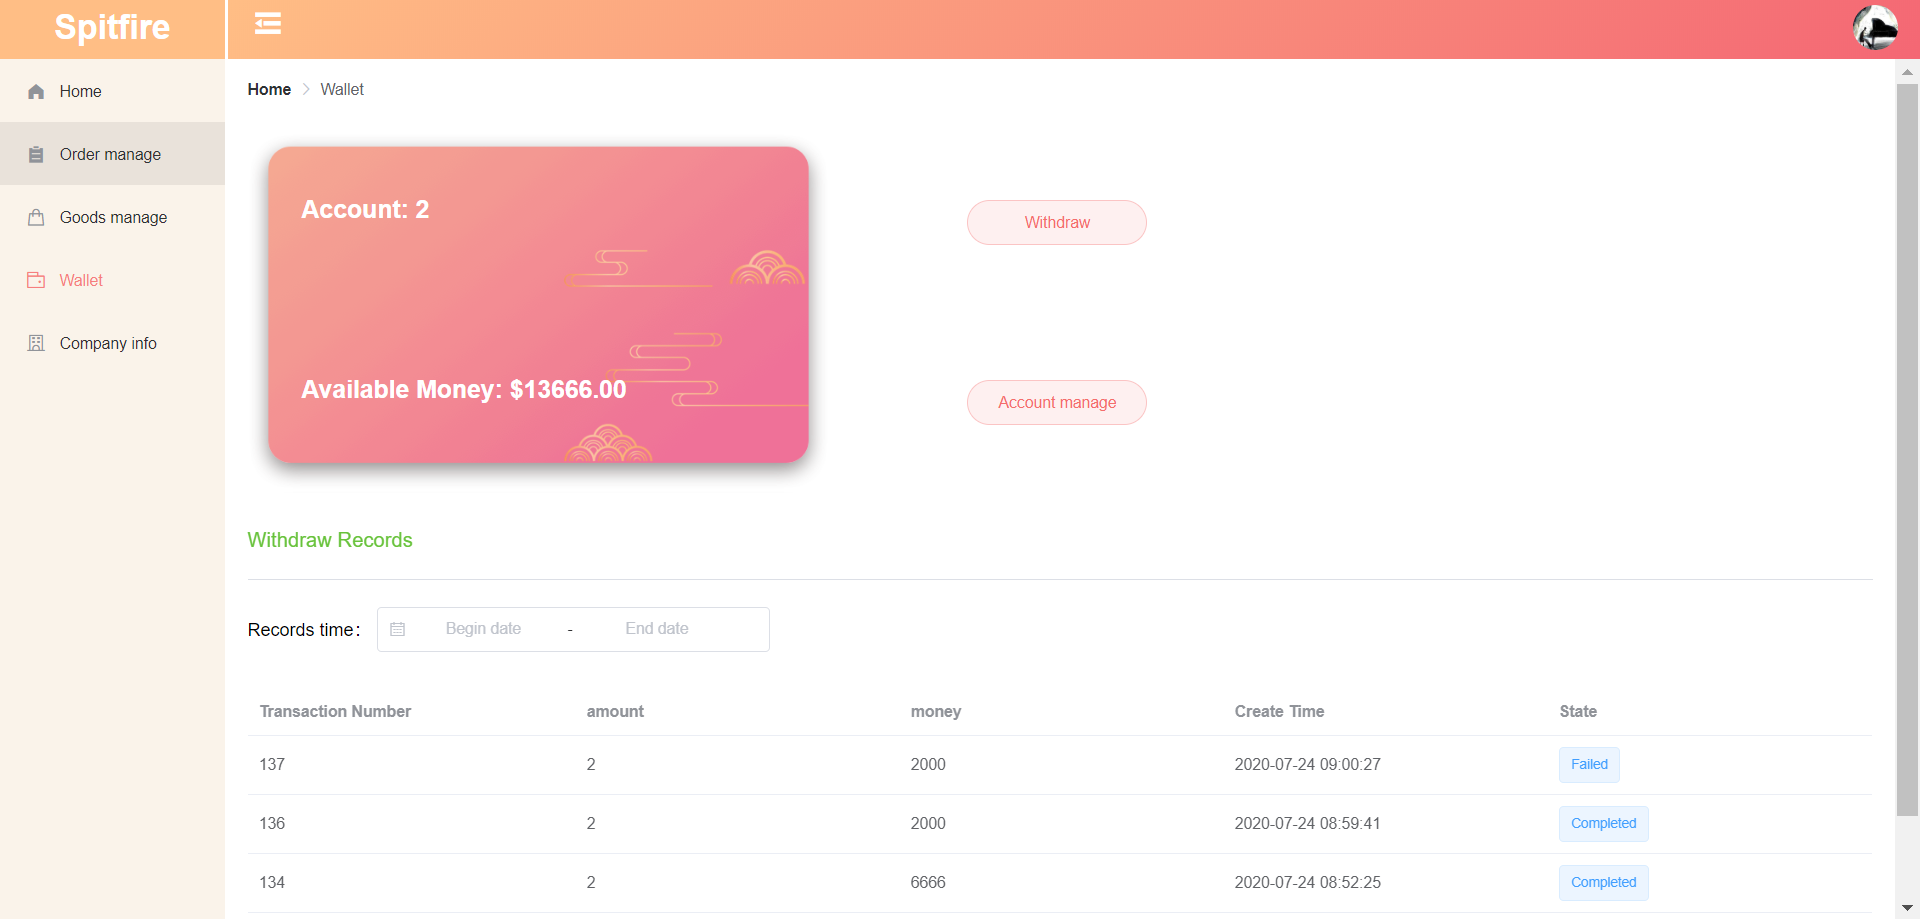 Spitfire
Home
Order manage
Goods manage
Wallet
Company info
Home > Wallet
Account: 2
Available Money: $13666.00
Withdraw
Account manage
Withdraw Records
Records time: Begin date - End date
Transaction Number amount money Create Time State
137 2 2000 2020-07-24 09:00:27 Failed
136 2 2000 2020-07-24 08:59:41 Completed
134 2 6666 2020-07-24 08:52:25 Completed